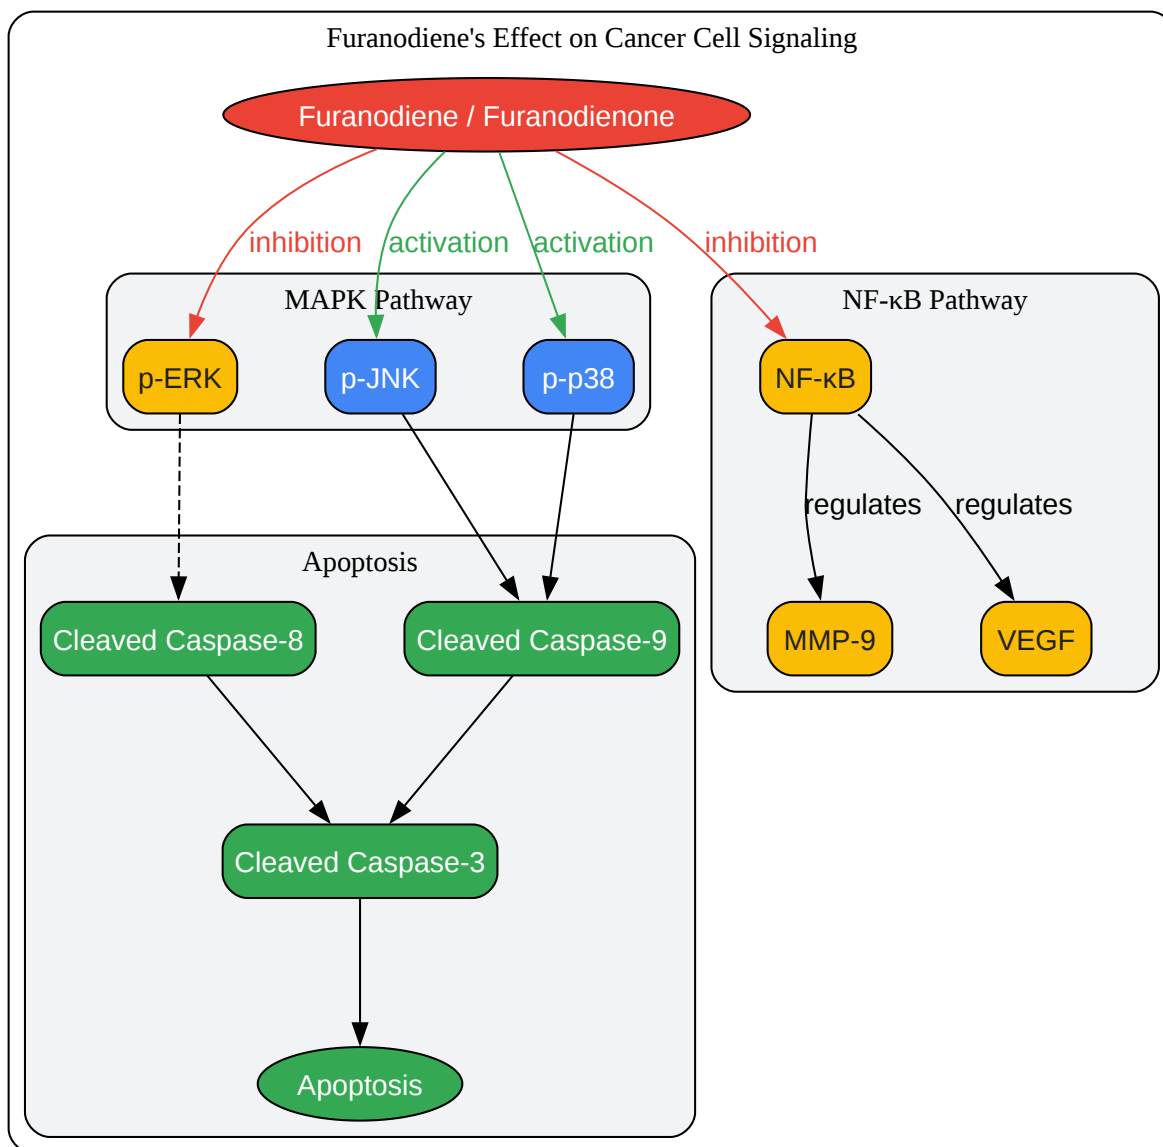 Furanodiene's Effect on Cancer Cell Signaling
Furanodiene / Furanodienone
inhibition
activation
activation
inhibition
MAPK Pathway
NF-κB Pathway
p-ERK
p-JNK
p-p38
NF-κB
regulates
regulates
Apoptosis
Cleaved Caspase-8
Cleaved Caspase-9
MMP-9
VEGF
Cleaved Caspase-3
Apoptosis